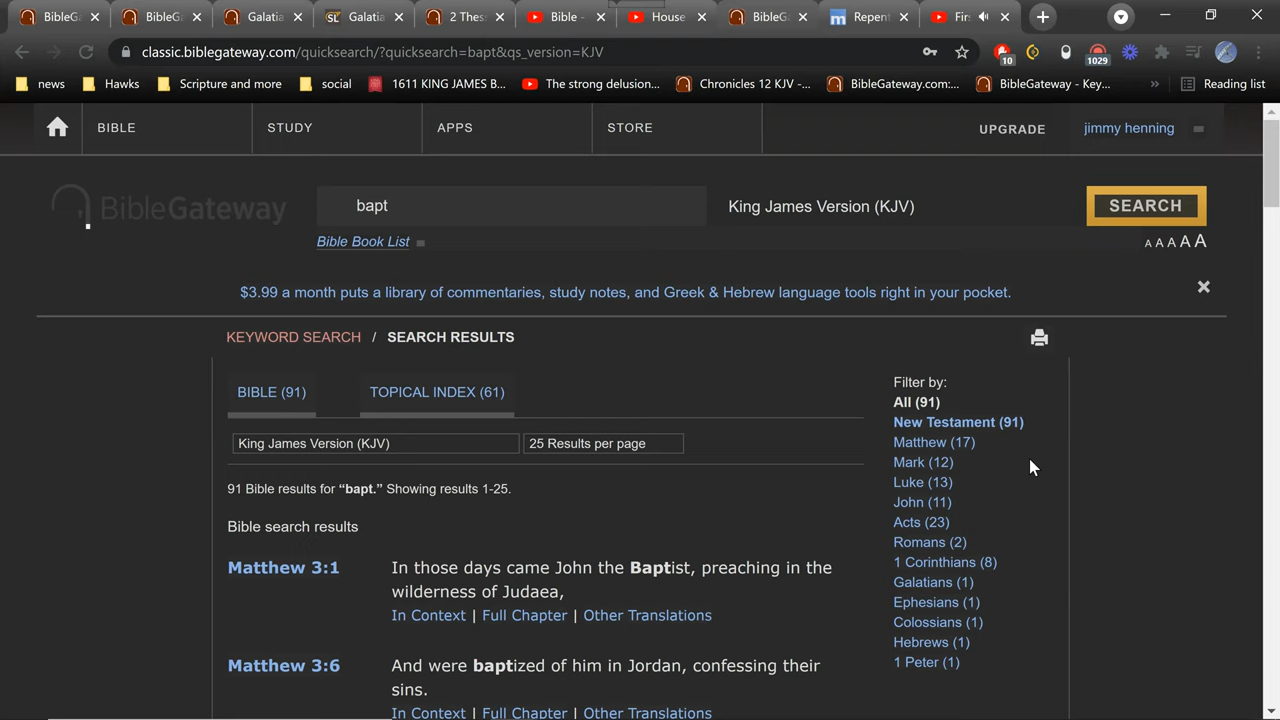 BibleGa
BibleG
Galatia
SL Galatia
2 Thess
Bible -
House
BibleG
m Repent
Firs
classic.biblegateway.com/quicksearch/?quicksearch=bapt&qs_version=KJV
10
1029
news
Hawks
Scripture and more
social
1611 KING JAMES B...
The strong delusion...
Chronicles 12 KJV -...
BibleGateway.com:...
BibleGateway - Key...
»
Reading list
BIBLE
STUDY
APPS
STORE
UPGRADE
jimmy henning
BibleGateway
bapt
King James Version (KJV)
SEARCH
Bible Book List
A A A A A
$3.99 a month puts a library of commentaries, study notes, and Greek & Hebrew language tools right in your pocket.
KEYWORD SEARCH / SEARCH RESULTS
BIBLE (91)
TOPICAL INDEX (61)
King James Version (KJV)
25 Results per page
91 Bible results for “bapt.” Showing results 1-25.
Bible search results
Matthew 3:1
In those days came John the Baptist, preaching in the
wilderness of Judaea,
In Context | Full Chapter | Other Translations
Matthew 3:6
And were baptized of him in Jordan, confessing their
sins.
In Context | Full Chapter | Other Translations
Filter by:
All (91)
New Testament (91)
Matthew (17)
Mark (12)
Luke (13)
John (11)
Acts (23)
Romans (2)
1 Corinthians (8)
Galatians (1)
Ephesians (1)
Colossians (1)
Hebrews (1)
1 Peter (1)